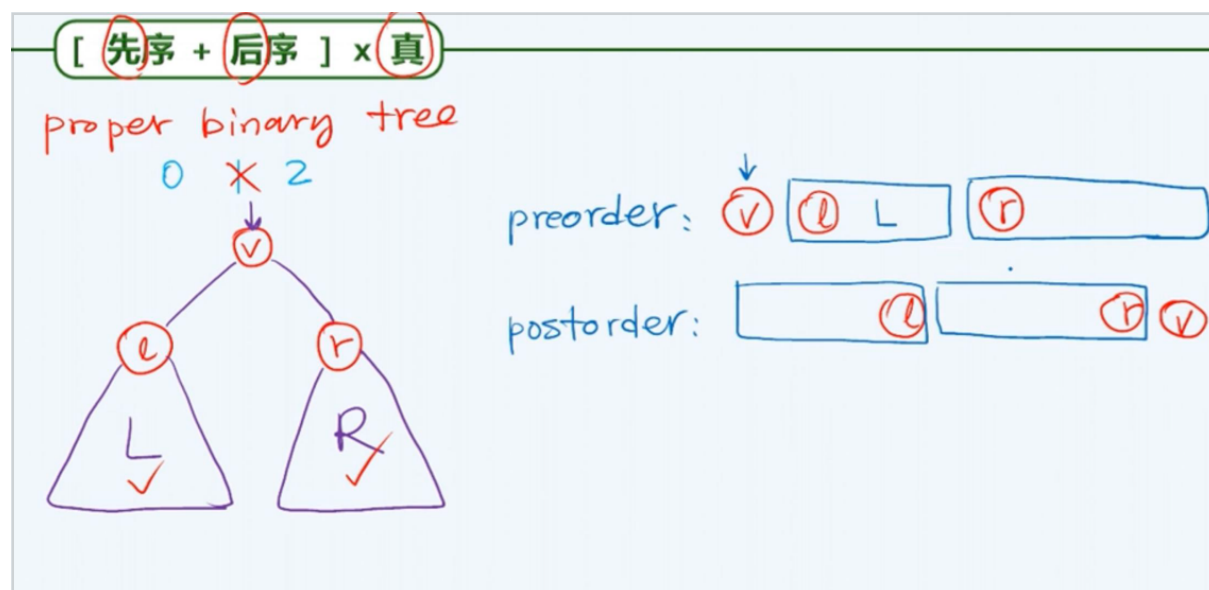 [ 先序 + 后序 ] x 真
proper binary tree
0 X 2
v
l r
L R
preorder: v l L r
postorder: l r v